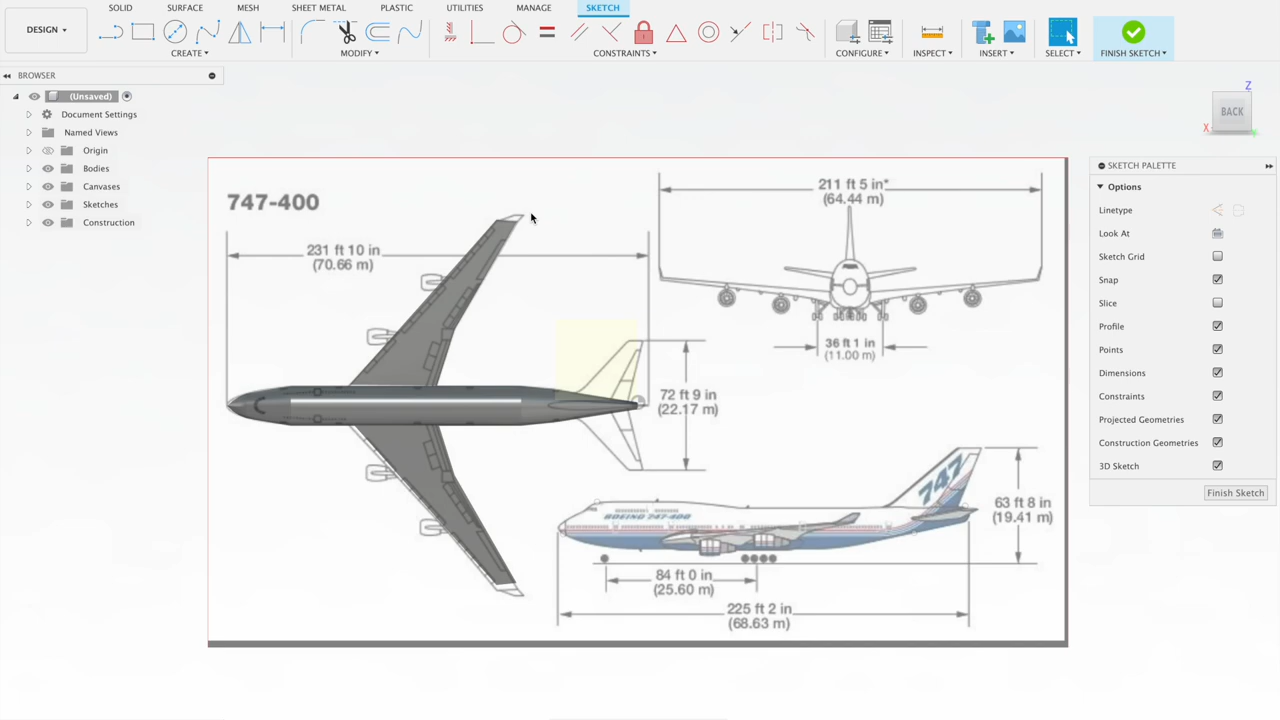 SOLID SURFACE MESH SHEET METAL PLASTIC UTILITIES MANAGE SKETCH
DESIGN
CREATE MODIFY CONSTRAINTS CONFIGURE INSPECT INSERT SELECT FINISH SKETCH
BROWSER
(Unsaved)
Document Settings
Named Views
Origin
Bodies
Canvases
Sketches
Construction
Z
BACK
X
SKETCH PALETTE
Options
Linetype
Look At
Sketch Grid
Snap
Slice
Profile
Points
Dimensions
Constraints
Projected Geometries
Construction Geometries
3D Sketch
Finish Sketch
747-400
231 ft 10 in
(70.66 m)
211 ft 5 in*
(64.44 m)
36 ft 1 in
(11.00 m)
72 ft 9 in
(22.17 m)
747
BOEING 747-400
63 ft 8 in
(19.41 m)
84 ft 0 in
(25.60 m)
225 ft 2 in
(68.63 m)